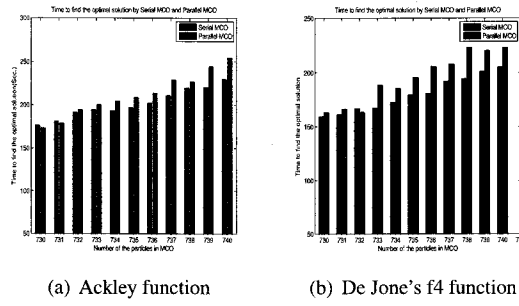 Time to find the optimal solution by Serial MCO and Parallel MCO
Serial MCO
Parallel MCO
Time to find the optimal solution(Sec.)
300
250
200
150
100
50
730 731 732 733 734 735 736 737 738 739 740
Number of the particles in MCO
(a) Ackley function
Time to find the optimal solution by Serial MCO and Parallel MCO
Serial MCO
Parallel MCO
Time to find the optimal solution
250
200
150
100
50
730 731 732 733 734 735 736 737 738 739 740
Number of the particles in MCO
(b) De Jone's f4 function